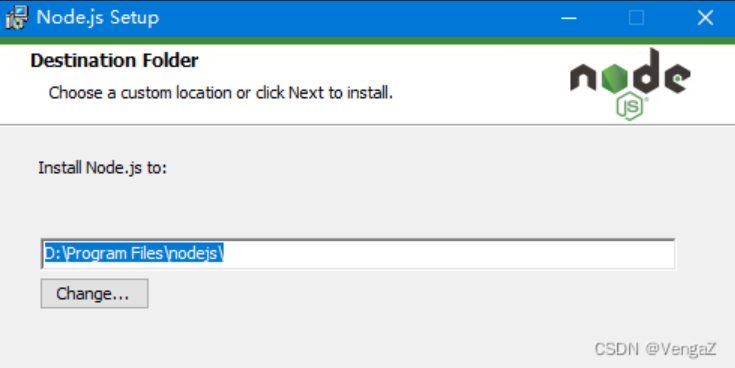 Node.js Setup
Destination Folder
Choose a custom location or click Next to install.
node
JS
Install Node.js to:
D:\Program Files\nodejs\
Change...
CSDN @VengaZ